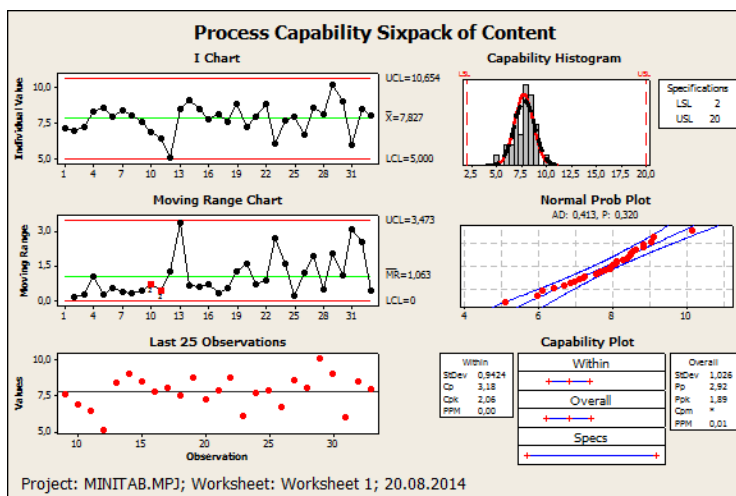 Process Capability Sixpack of Content
I Chart
Individual Value
10,0
7,5
5,0
1 4 7 10 13 16 19 22 25 28 31
UCL=10,654
X=7,827
LCL=5,000
Capability Histogram
LSL USL
2,5 5,0 7,5 10,0 12,5 15,0 17,5 20,0
Specifications
LSL 2
USL 20
Moving Range Chart
Moving Range
3,0
1,5
0,0
1 4 7 10 13 16 19 22 25 28 31
UCL=3,473
MR=1,063
LCL=0
Normal Prob Plot
AD: 0,413, P: 0,320
4 6 8 10
Last 25 Observations
Values
10,0
7,5
5,0
10 15 20 25 30
Observation
Capability Plot
Within
StDev 0,9424
Cp 3,18
Cpk 2,06
PPM 0,00
Within
Overall
Specs
Overall
StDev 1,026
Pp 2,92
Ppk 1,89
Cpm *
PPM 0,01
Project: MINITAB.MPJ; Worksheet: Worksheet 1; 20.08.2014